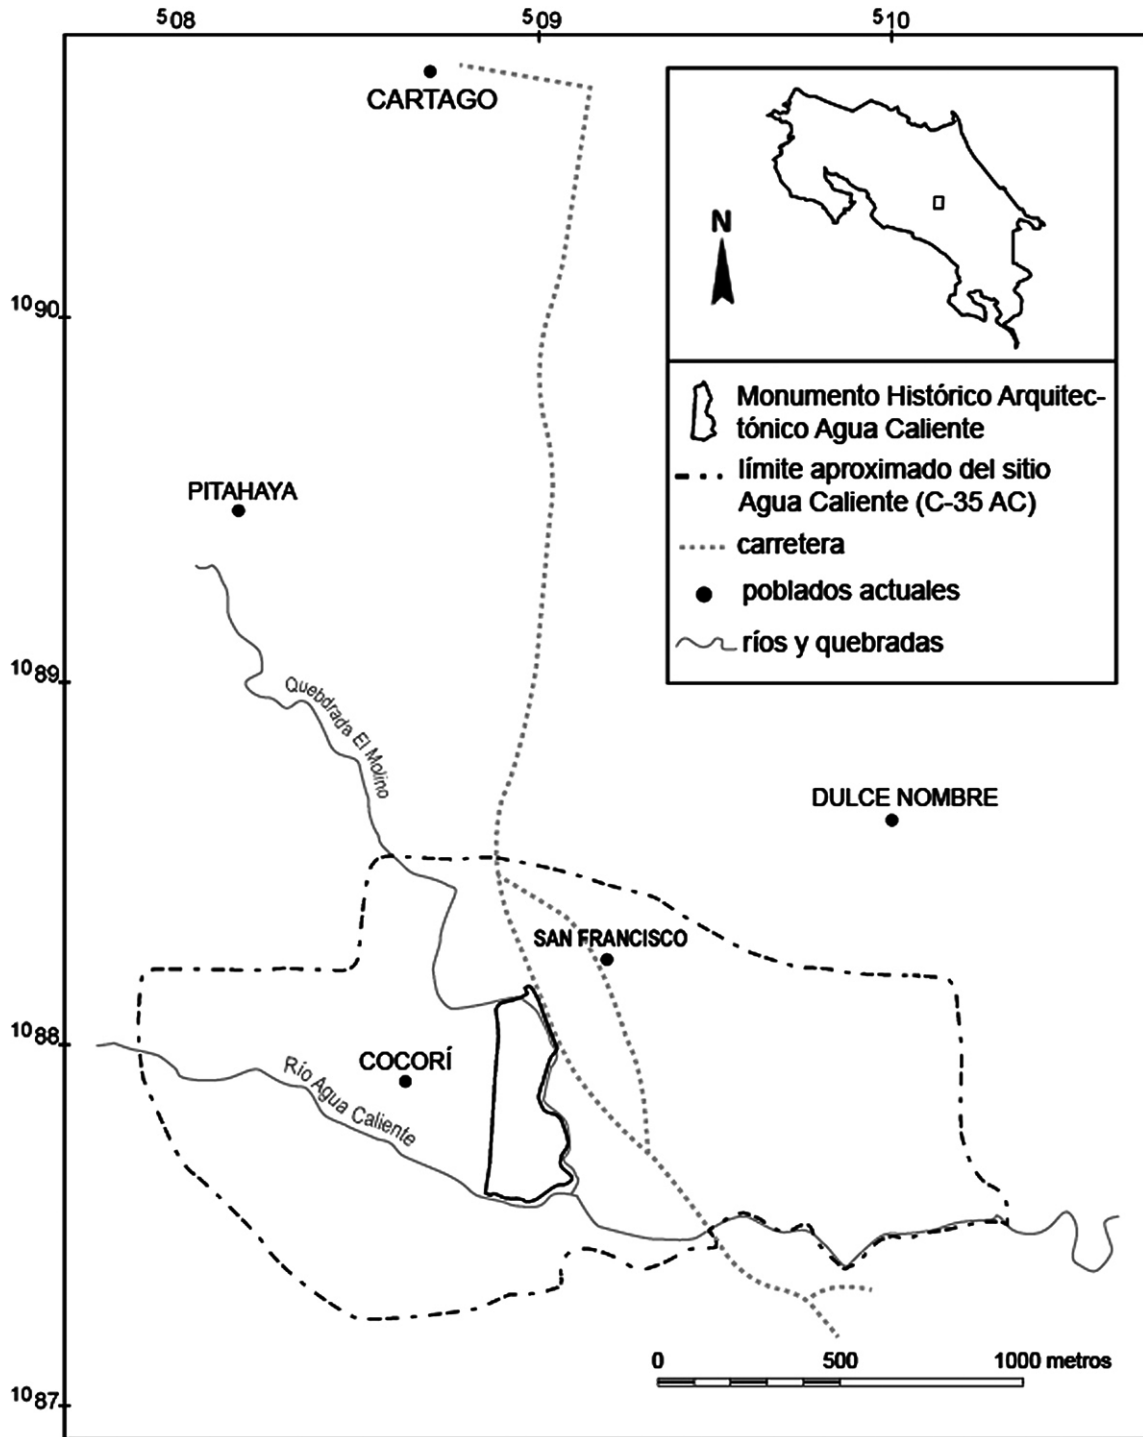 508 509 510
CARTAGO
N
1090
Monumento Histórico Arquitec-
tónico Agua Caliente
límite aproximado del sitio
Agua Caliente (C-35 AC)
carretera
poblados actuales
ríos y quebradas
PITAHAYA
1089
Quebdrada El Molino
DULCE NOMBRE
SAN FRANCISCO
1088
COCORÍ
Río Agua Caliente
0 500 1000 metros
1087